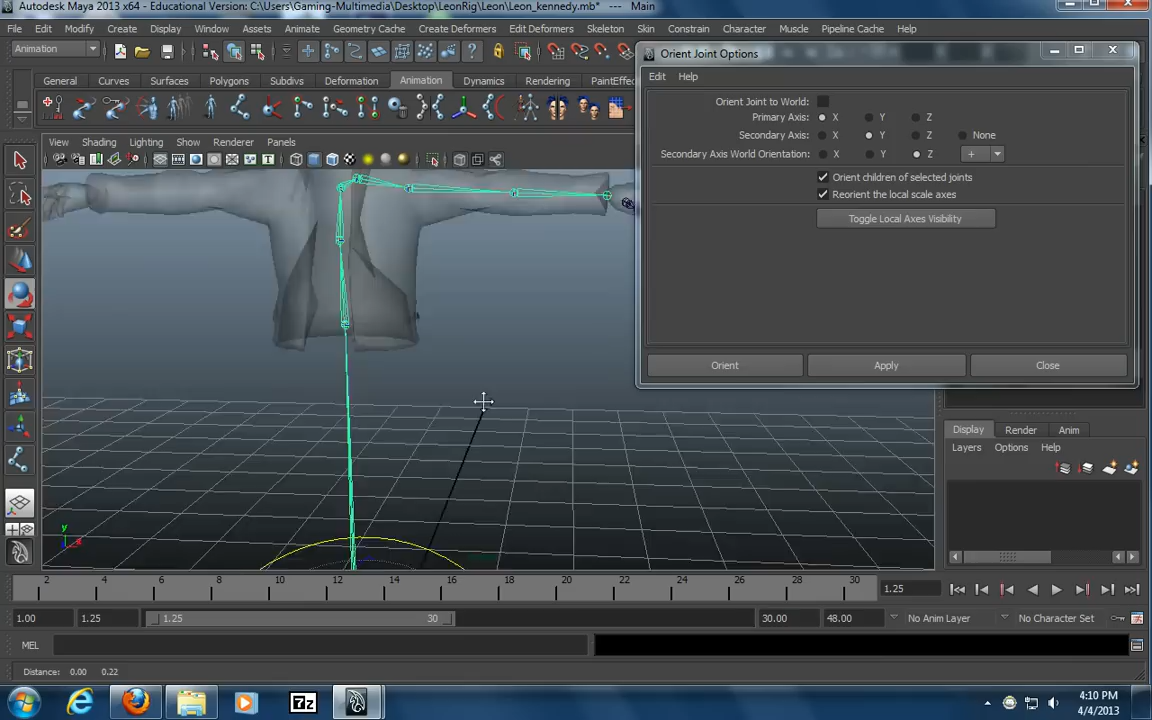 Autodesk Maya 2013 x64 - Educational Version: C:\Users\Gaming-Multimedia\Desktop\LeonRig\Leon\Leon_kennedy.mb* --- Main
File Edit Modify Create Display Window Assets Animate Geometry Cache Create Deformers Edit Deformers Skeleton Skin Constrain Character Muscle Pipeline Cache Help
Animation
Orient Joint Options
Edit Help
General Curves Surfaces Polygons Subdivs Deformation Animation Dynamics Rendering PaintEffec
Orient Joint to World:
Primary Axis: X Y Z
Secondary Axis: X Y Z None
Secondary Axis World Orientation: X Y Z +
View Shading Lighting Show Renderer Panels
Orient children of selected joints
Reorient the local scale axes
Toggle Local Axes Visibility
Orient Apply Close
Display Render Anim
Layers Options Help
y
x
2 4 6 8 10 12 14 16 18 20 22 24 26 28 30
1.25
1.00 1.25 1.25 30 30.00 48.00 No Anim Layer No Character Set
MEL
Distance: 0.00 0.22
7z
4:10 PM
4/4/2013